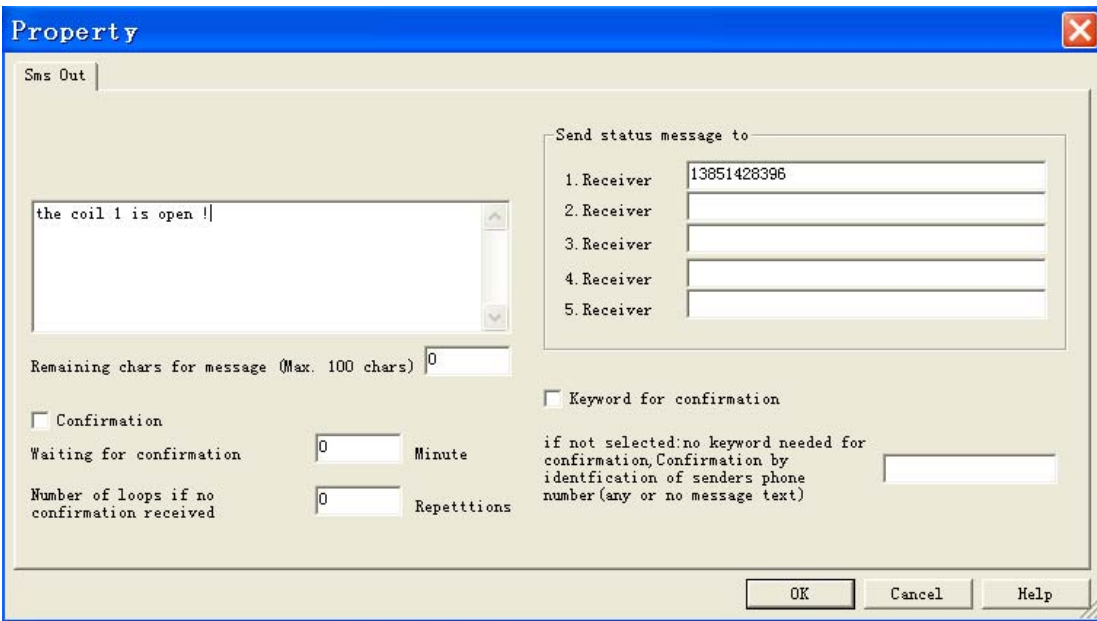 Property
Sms Out
the coil 1 is open !
Remaining chars for message (Max. 100 chars) 0
Confirmation
Waiting for confirmation 0 Minute
Number of loops if no
confirmation received 0 Repetttions
Send status message to
1.Receiver 13851428396
2.Receiver
3.Receiver
4.Receiver
5.Receiver
Keyword for confirmation
if not selected:no keyword needed for
confirmation,Confirmation by
identfication of senders phone
number(any or no message text)
OK Cancel Help